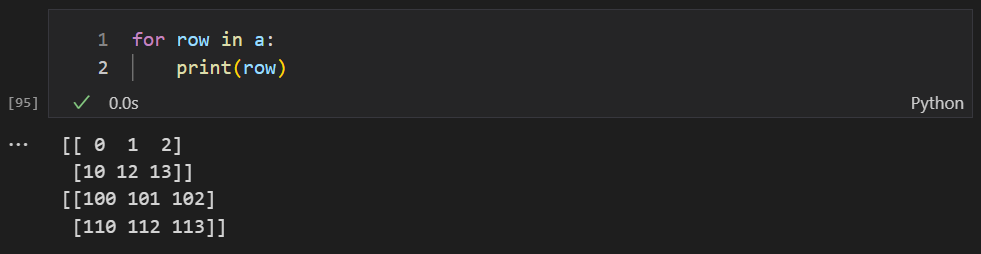 1 for row in a:
2     print(row)
[95] 0.0s Python
... [[ 0  1  2]
 [10 12 13]]
[[100 101 102]
 [110 112 113]]